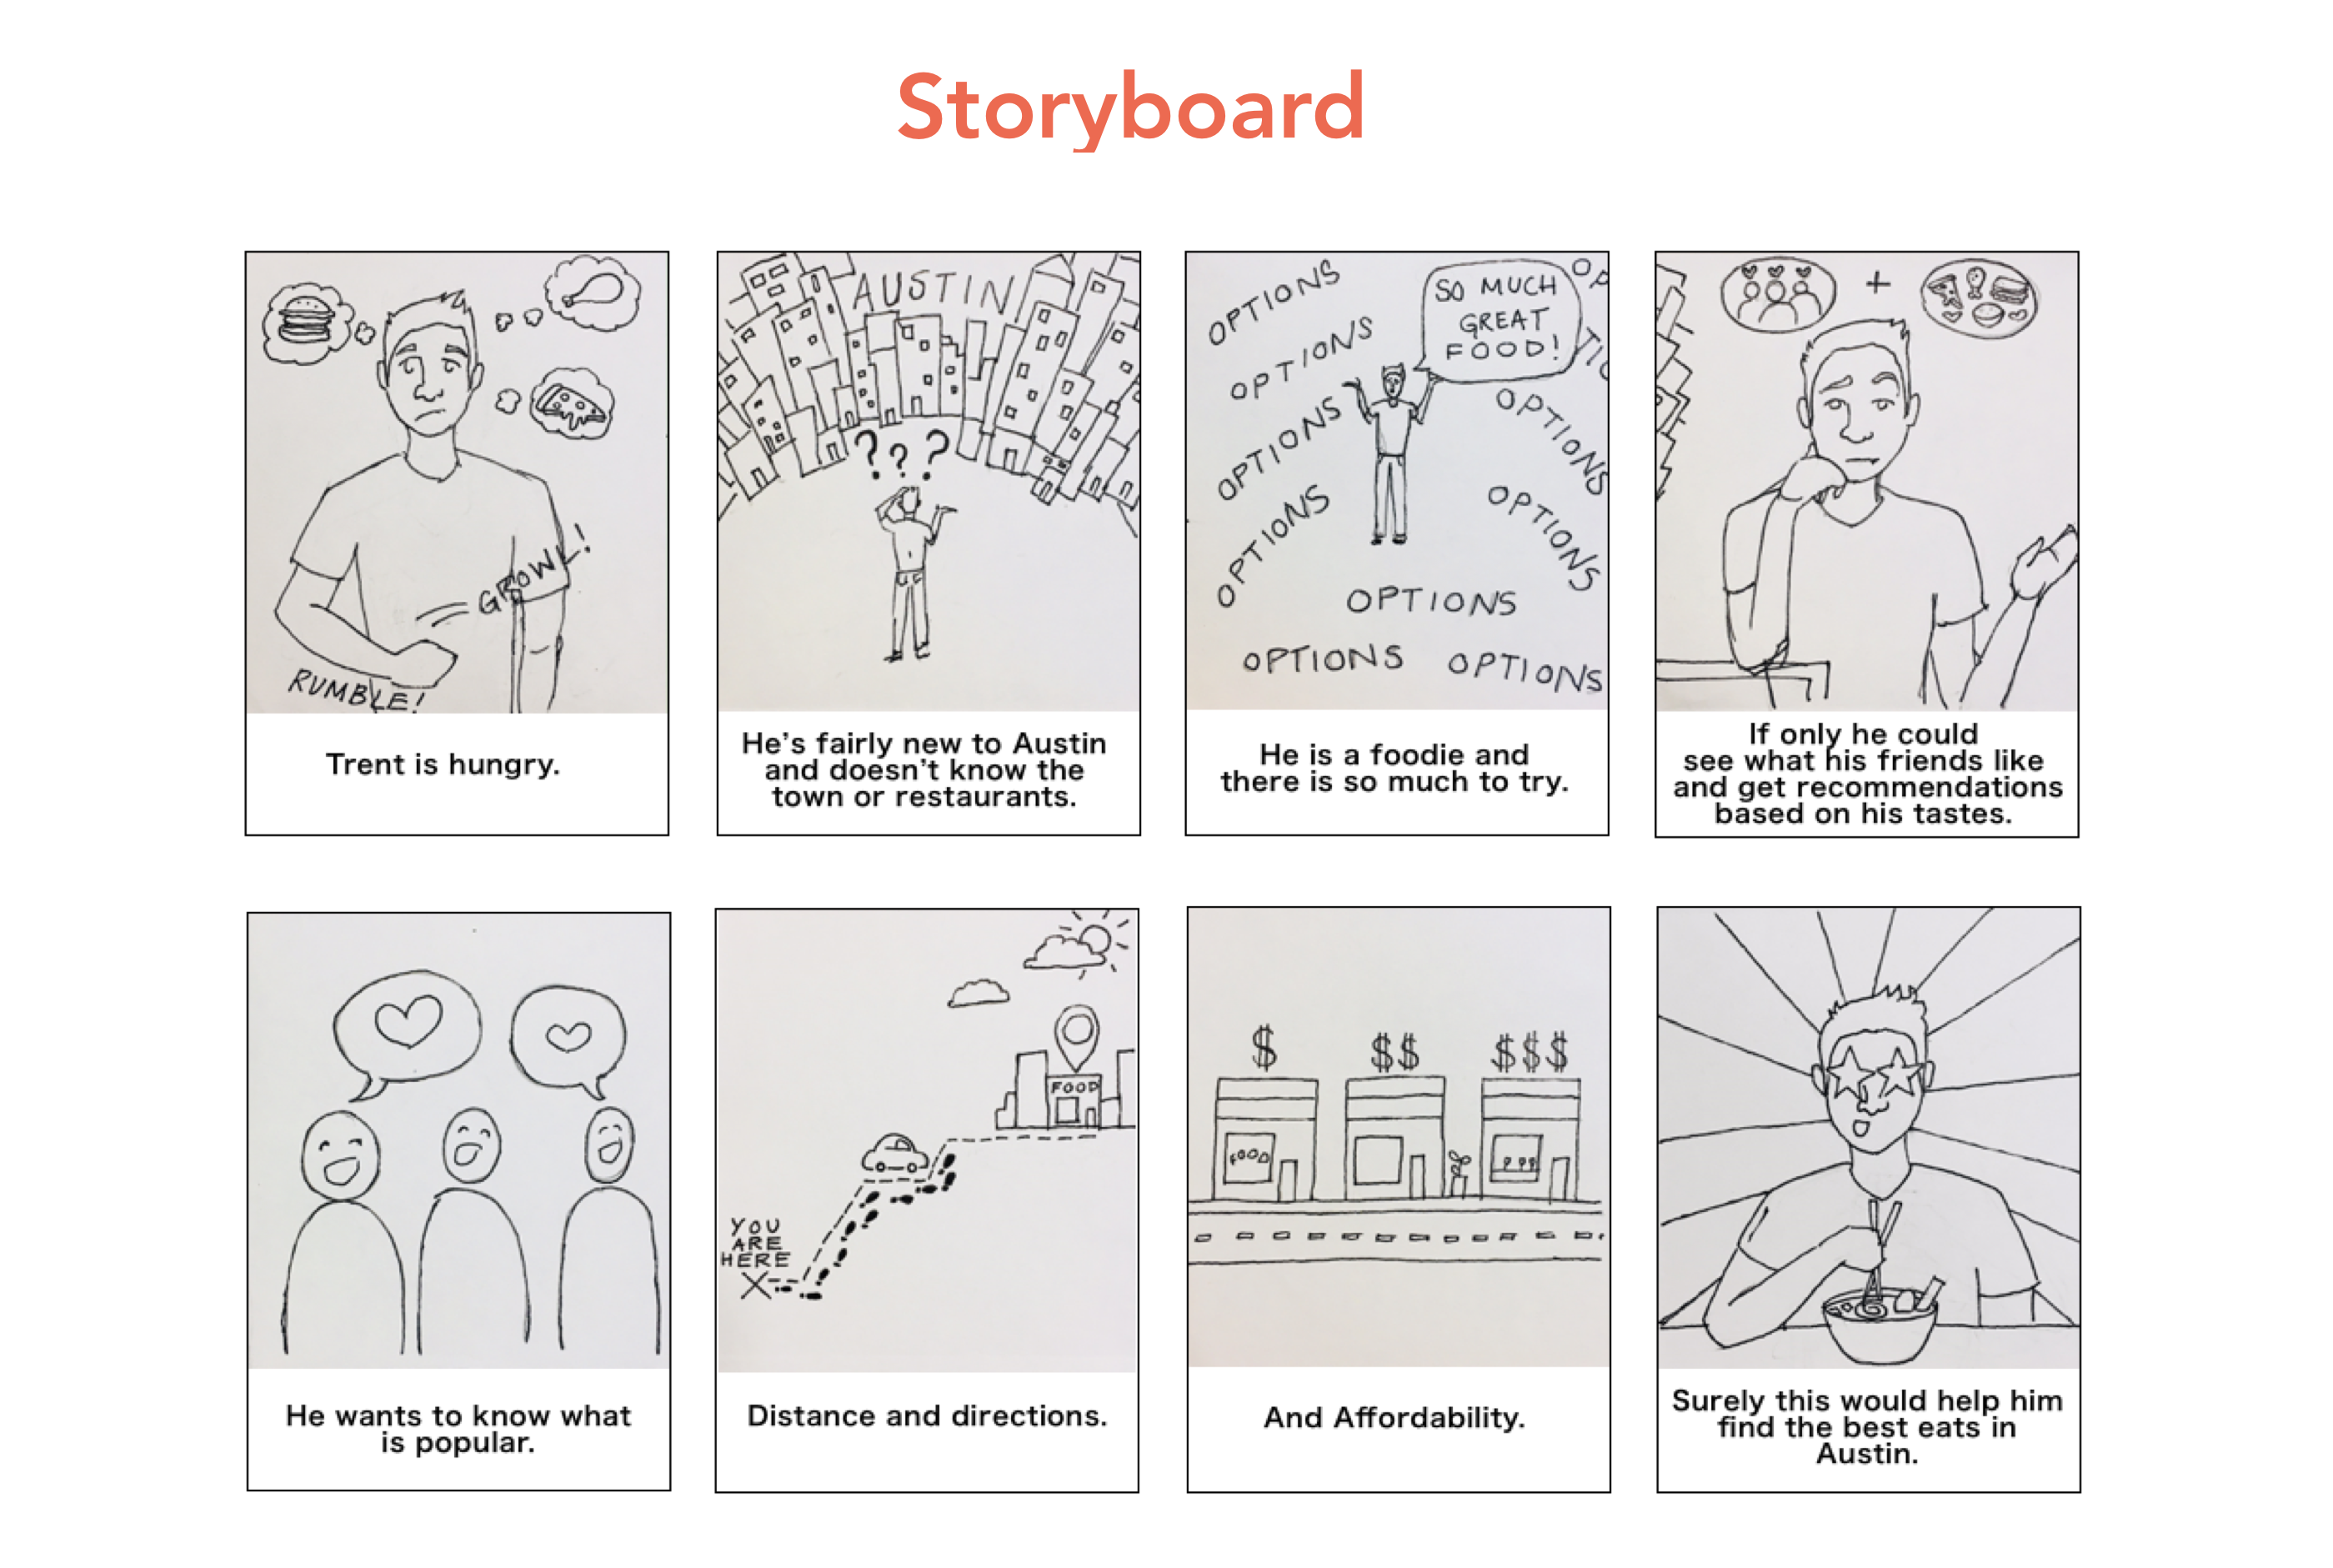 Storyboard
GROWL!
RUMBLE!
Trent is hungry.
AUSTIN
? ? ?
He's fairly new to Austin
and doesn't know the
town or restaurants.
OPTIONS
OPTIONS
OPTIONS
OPTIONS
SO MUCH
GREAT
FOOD!
OP
TIO
OPTIONS
OPTIONS
OPTIONS
OPTIONS
OPTIONS
He is a foodie and
there is so much to try.
+
If only he could
see what his friends like
and get recommendations
based on his tastes.
He wants to know what
is popular.
FOOD
YOU
ARE
HERE
X
Distance and directions.
$
$$
$$$
FOOD
And Affordability.
Surely this would help him
find the best eats in
Austin.